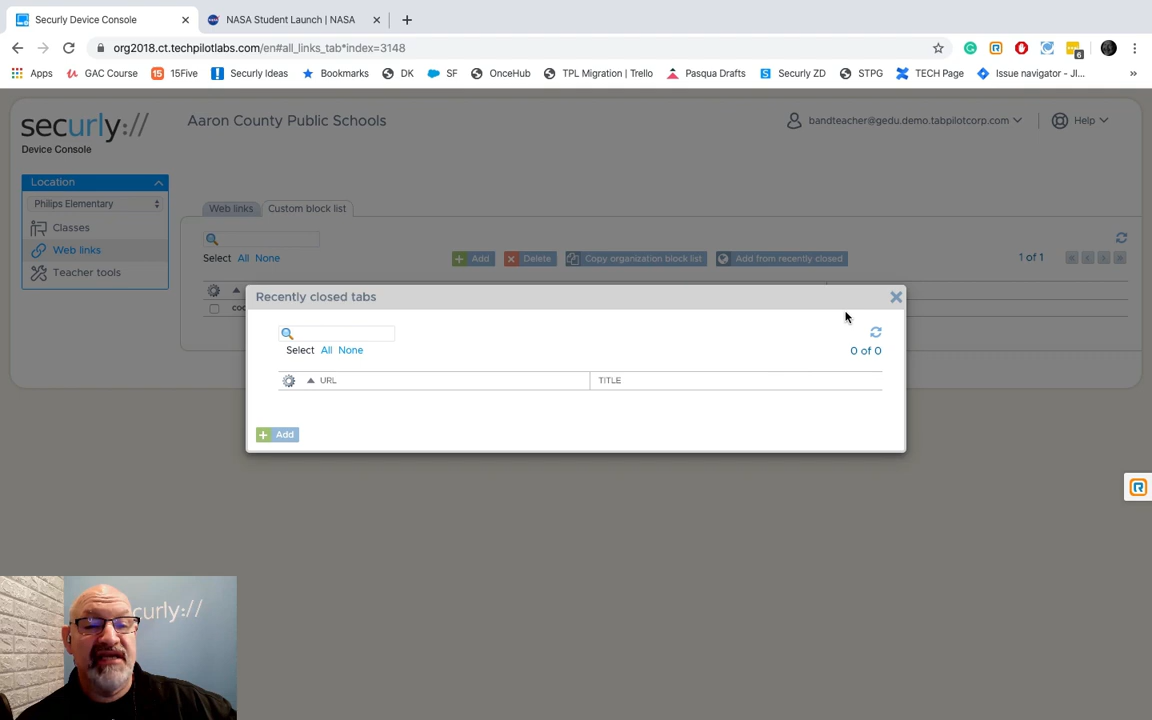 Securly Device Console
NASA Student Launch | NASA
org2018.ct.techpilotlabs.com/en#all_links_tab*index=3148
6
Apps
GAC Course
15
15Five
Securly Ideas
Bookmarks
DK
SF
OnceHub
TPL Migration | Trello
Pasqua Drafts
S
Securly ZD
STPG
TECH Page
Issue navigator - JI...
»
securly://
Device Console
Aaron County Public Schools
bandteacher@gedu.demo.tabpilotcorp.com
Help
Location
Philips Elementary
Classes
Web links
Teacher tools
Web links
Custom block list
Select All None
Add
Delete
Copy organization block list
Add from recently closed
1 of 1
Recently closed tabs
Select All None
0 of 0
URL
TITLE
Add
curly://